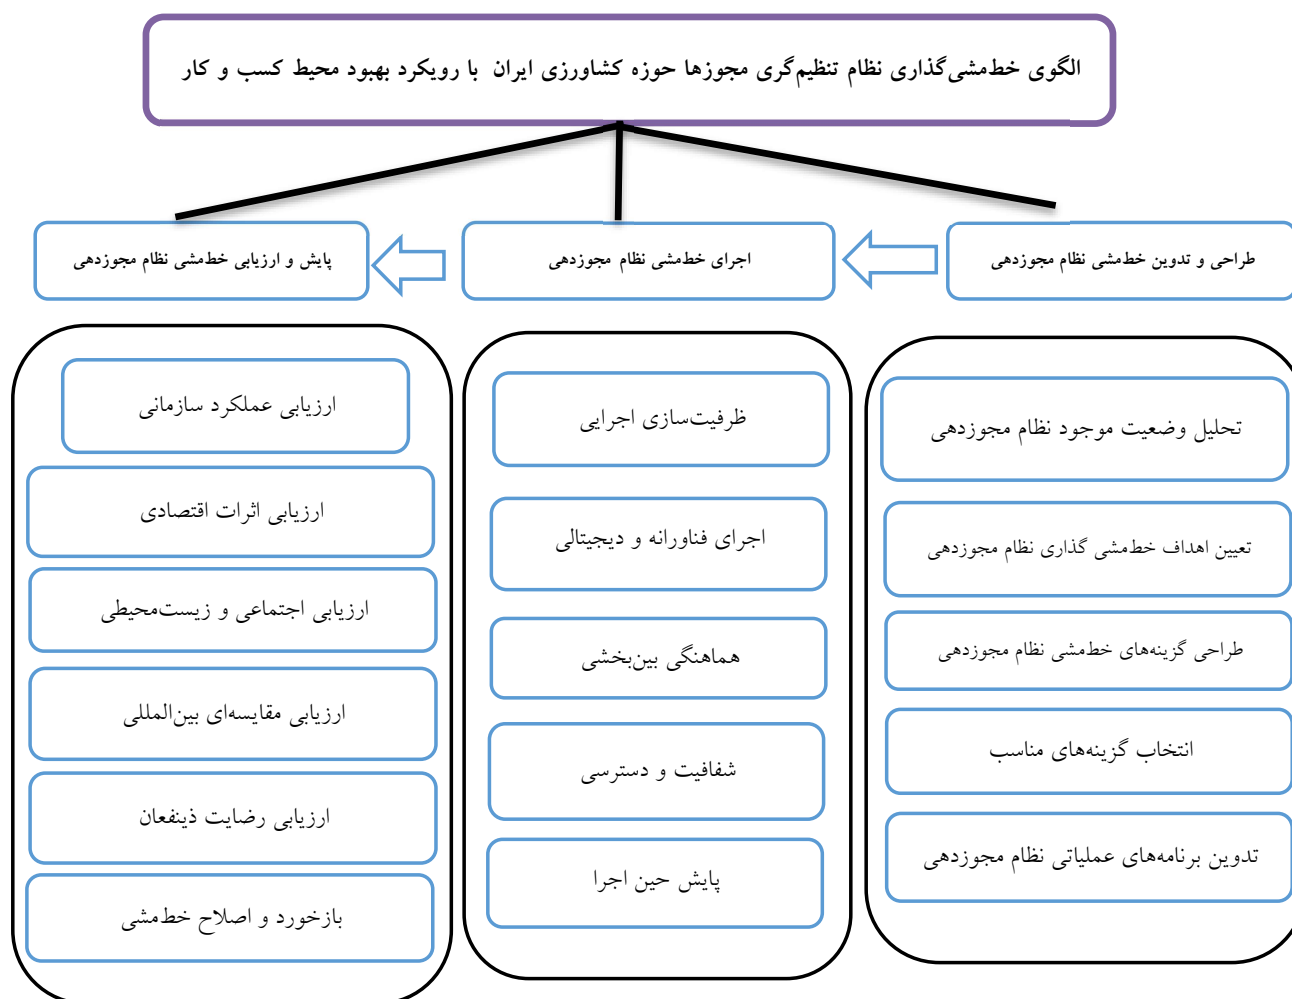 الگوی خط‌مشی‌گذاری نظام تنظیم‌گری مجوزها حوزه کشاورزی ایران با رویکرد بهبود محیط کسب و کار
طراحی و تدوین خط‌مشی نظام مجوزدهی
اجرای خط‌مشی نظام مجوزدهی
پایش و ارزیابی خط‌مشی نظام مجوزدهی
تحلیل وضعیت موجود نظام مجوزدهی
تعیین اهداف خط‌مشی گذاری نظام مجوزدهی
طراحی گزینه‌های خط‌مشی نظام مجوزدهی
انتخاب گزینه‌های مناسب
تدوین برنامه‌های عملیاتی نظام مجوزدهی
ظرفیت‌سازی اجرایی
اجرای فناورانه و دیجیتالی
هماهنگی بین‌بخشی
شفافیت و دسترسی
پایش حین اجرا
ارزیابی عملکرد سازمانی
ارزیابی اثرات اقتصادی
ارزیابی اجتماعی و زیست‌محیطی
ارزیابی مقایسه‌ای بین‌المللی
ارزیابی رضایت ذینفعان
بازخورد و اصلاح خط‌مشی